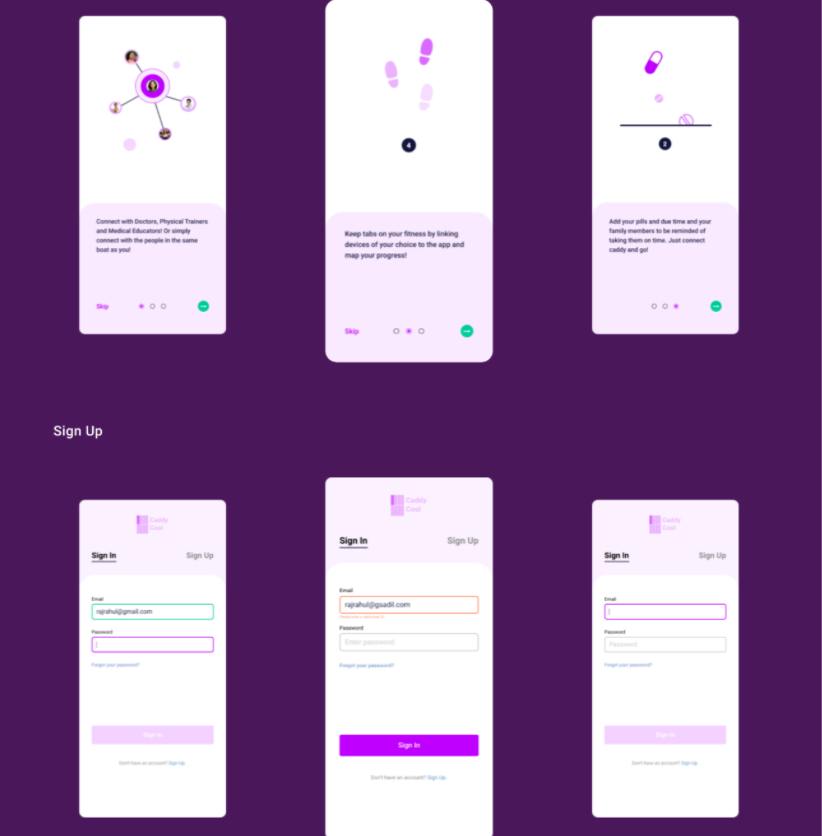 4
2
Connect with Doctors, Physical Trainers
and Medical Educators! Or simply
connect with the people in the same
boat as you!
Skip
Keep tabs on your fitness by linking
devices of your choice to the app and
map your progress!
Skip
Add your pills and due time and your
family members to be reminded of
taking them on time. Just connect
caddy and go!
Sign Up
Caddy
Cool
Sign In Sign Up
Email
rajrahul@gmail.com
Password
Forgot your password?
Sign In
Don't have an account? Sign Up.
Caddy
Cool
Sign In Sign Up
Email
rajrahul@gsadil.com
Password
Enter password
Forgot your password?
Sign In
Don't have an account? Sign Up.
Caddy
Cool
Sign In Sign Up
Email
Password
Password
Forgot your password?
Sign In
Don't have an account? Sign Up.